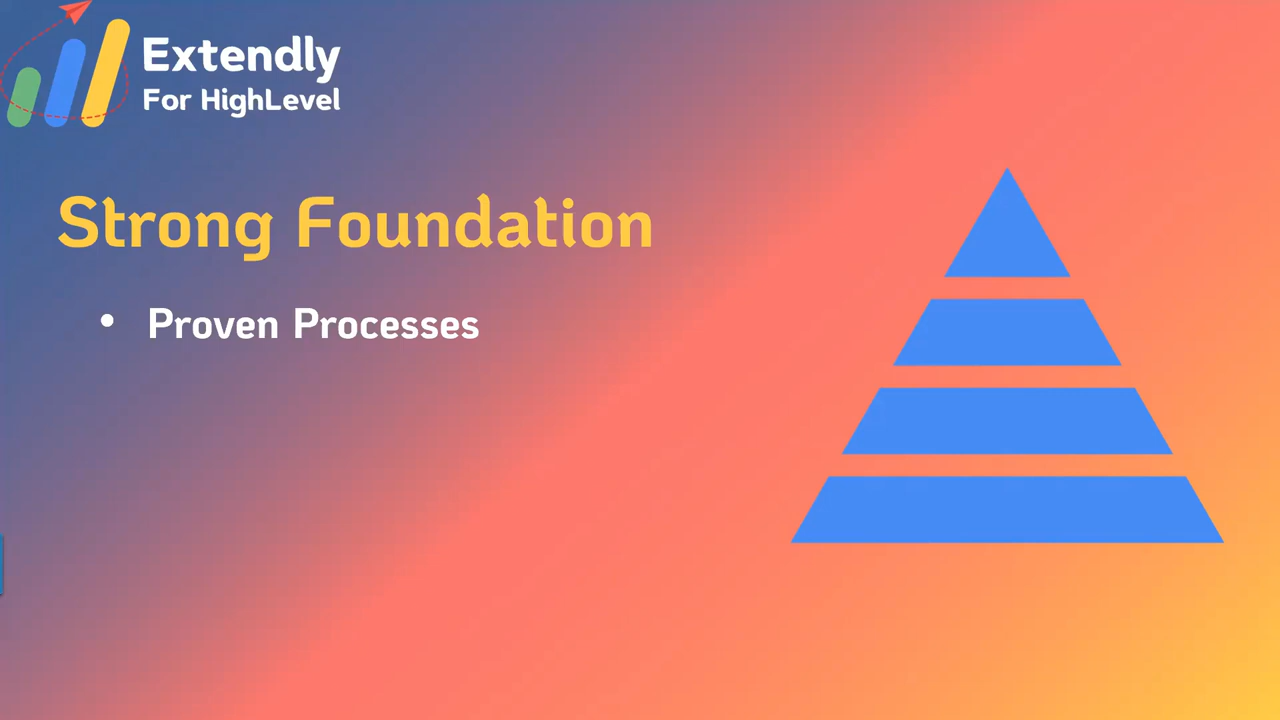 Extendly
For HighLevel
Strong Foundation
• Proven Processes